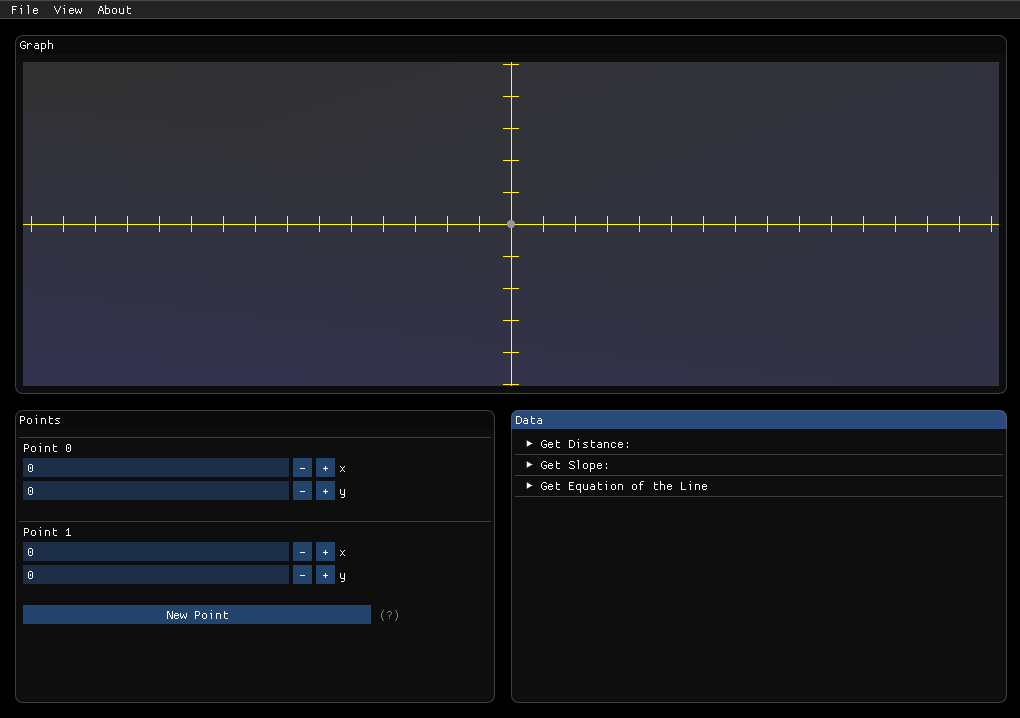 File View About
Graph
Points
Point 0
0 - + x
0 - + y
Point 1
0 - + x
0 - + y
New Point (?)
Data
Get Distance:
Get Slope:
Get Equation of the Line